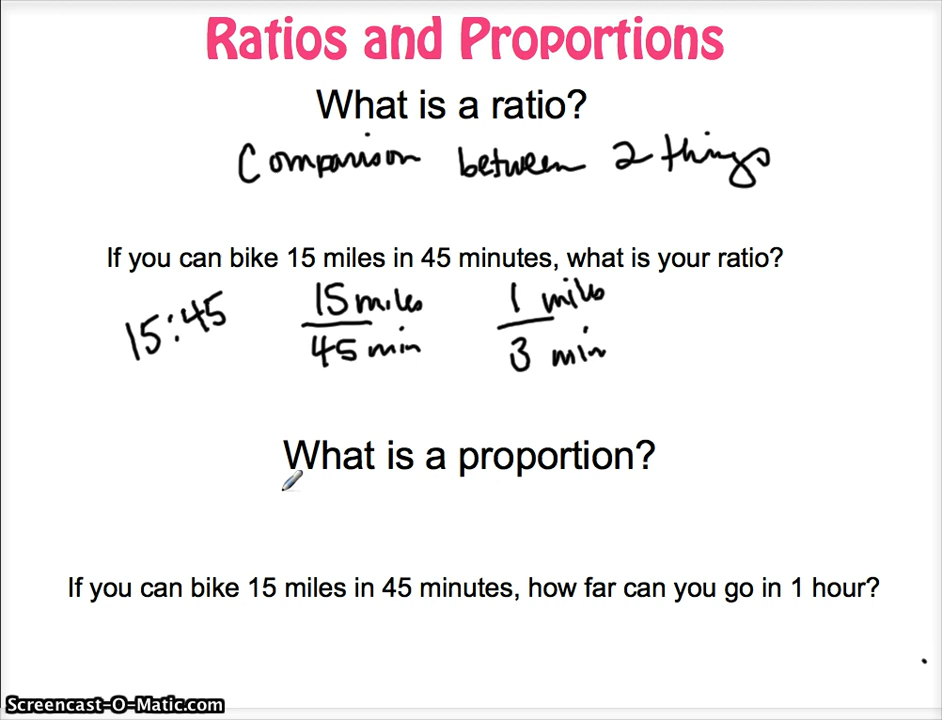 Ratios and Proportions
What is a ratio?
Comparison between 2 things
If you can bike 15 miles in 45 minutes, what is your ratio?
15:45 15 miles 1 mile
45 min 3 min
What is a proportion?
If you can bike 15 miles in 45 minutes, how far can you go in 1 hour?
Screencast-O-Matic.com